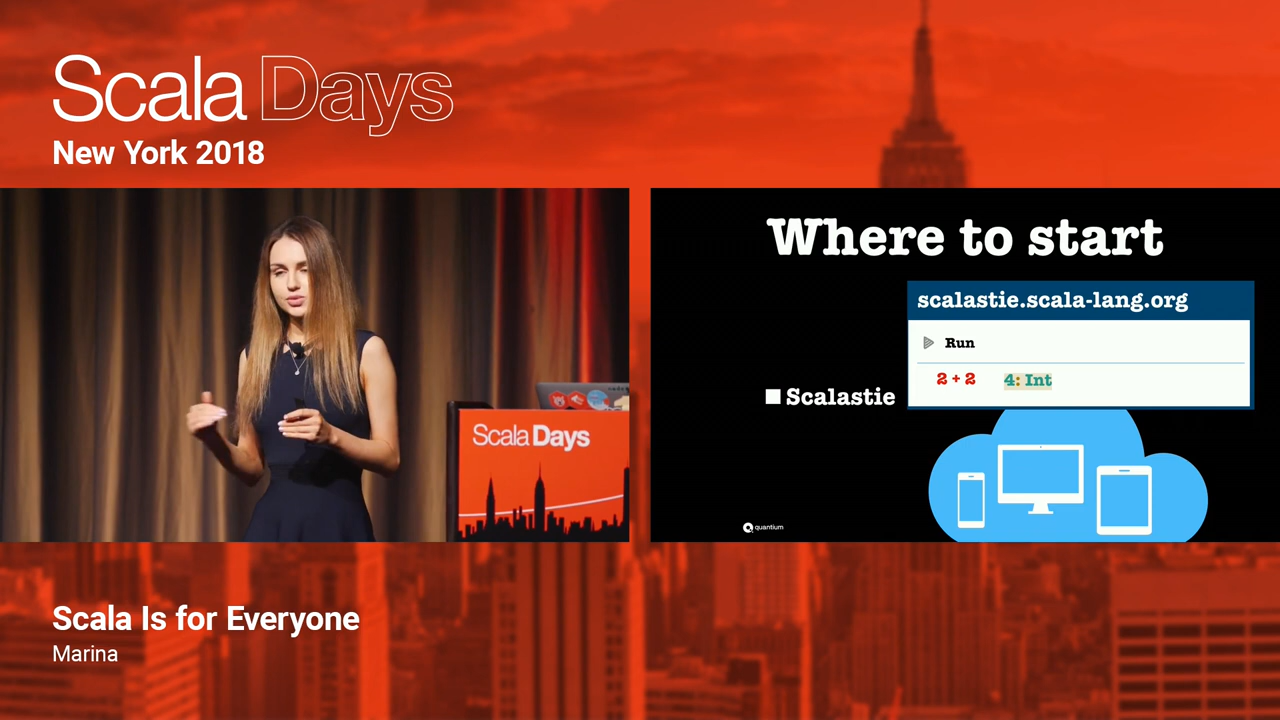 Scala Days
New York 2018
Where to start
scalastie.scala-lang.org
Run
2 + 2 4: Int
Scalastie
Scala Days
quantium
Scala Is for Everyone
Marina